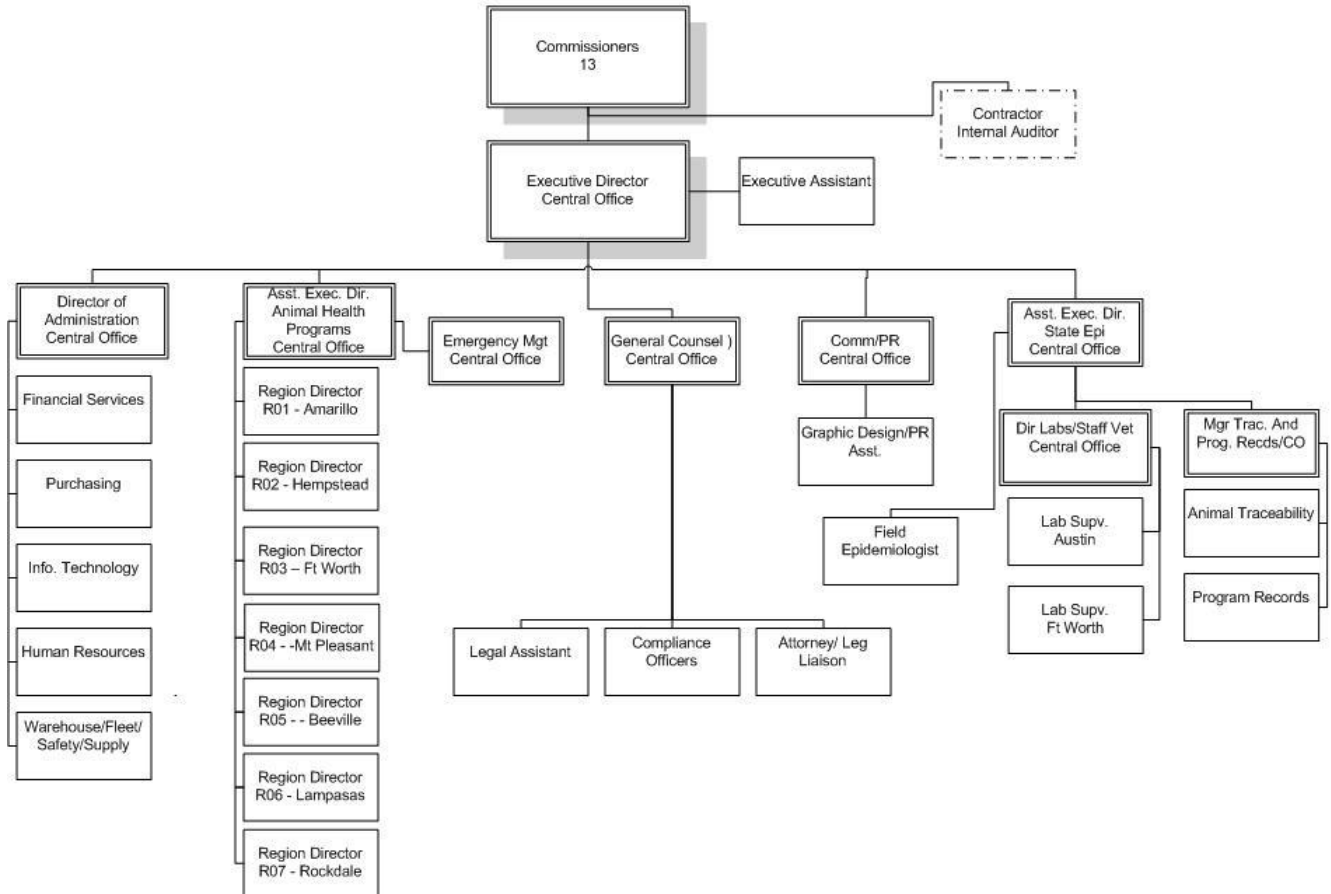 Commissioners
13
Contractor
Internal Auditor
Executive Director
Central Office
Executive Assistant
Director of
Administration
Central Office
Asst. Exec. Dir.
Animal Health
Programs
Central Office
Emergency Mgt
Central Office
General Counsel )
Central Office
Comm/PR
Central Office
Asst. Exec. Dir.
State Epi
Central Office
Financial Services
Purchasing
Info. Technology
Human Resources
Warehouse/Fleet/
Safety/Supply
Region Director
R01 - Amarillo
Region Director
R02 - Hempstead
Region Director
R03 – Ft Worth
Region Director
R04 - -Mt Pleasant
Region Director
R05 - - Beeville
Region Director
R06 - Lampasas
Region Director
R07 - Rockdale
Legal Assistant
Compliance
Officers
Attorney/ Leg
Liaison
Graphic Design/PR
Asst.
Field
Epidemiologist
Dir Labs/Staff Vet
Central Office
Lab Supv.
Austin
Lab Supv.
Ft Worth
Mgr Trac. And
Prog. Recds/CO
Animal Traceability
Program Records